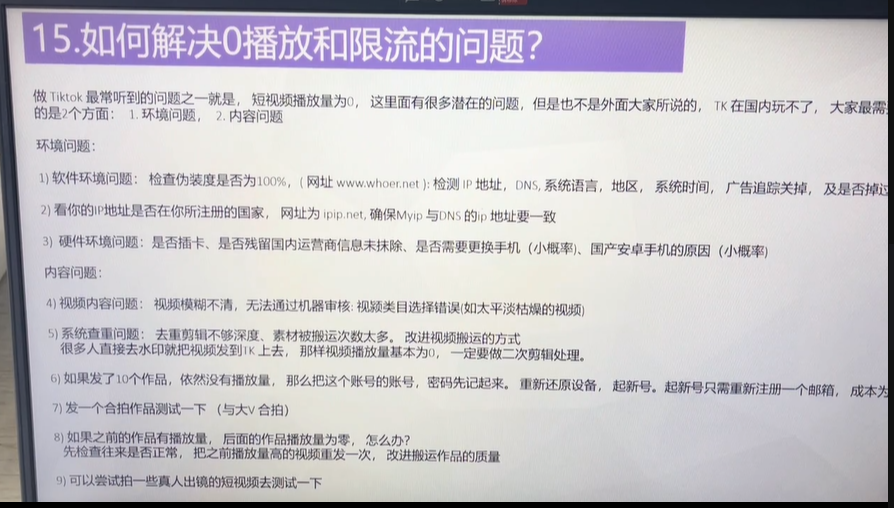 15.如何解决0播放和限流的问题？
做 Tiktok 最常听到的问题之一就是， 短视频播放量为0， 这里面有很多潜在的问题，但是也不是外面大家所说的， TK 在国内玩不了， 大家最需
的是2个方面： 1. 环境问题， 2. 内容问题
环境问题：
1) 软件环境问题： 检查伪装度是否为100%，( 网址 www.whoer.net ): 检测 IP 地址，DNS, 系统语言，地区， 系统时间， 广告追踪关掉， 及是否掉过
2) 看你的IP地址是否在你所注册的国家， 网址为 ipip.net, 确保Myip 与DNS 的ip 地址要一致
3) 硬件环境问题：是否插卡、是否残留国内运营商信息未抹除、是否需要更换手机（小概率）、国产安卓手机的原因（小概率）
内容问题：
4) 视频内容问题： 视频模糊不清，无法通过机器审核: 视频类目选择错误(如太平淡枯燥的视频)
5) 系统查重问题： 去重剪辑不够深度、素材被搬运次数太多。 改进视频搬运的方式
很多人直接去水印就把视频发到TK 上去， 那样视频播放量基本为0， 一定要做二次剪辑处理。
6) 如果发了10个作品，依然没有播放量， 那么把这个账号的账号，密码先记起来。 重新还原设备， 起新号。起新号只需重新注册一个邮箱， 成本为
7) 发一个合拍作品测试一下 （与大V 合拍）
8) 如果之前的作品有播放量， 后面的作品播放量为零， 怎么办？
先检查往来是否正常， 把之前播放量高的视频重发一次， 改进搬运作品的质量
9) 可以尝试拍一些真人出镜的短视频去测试一下